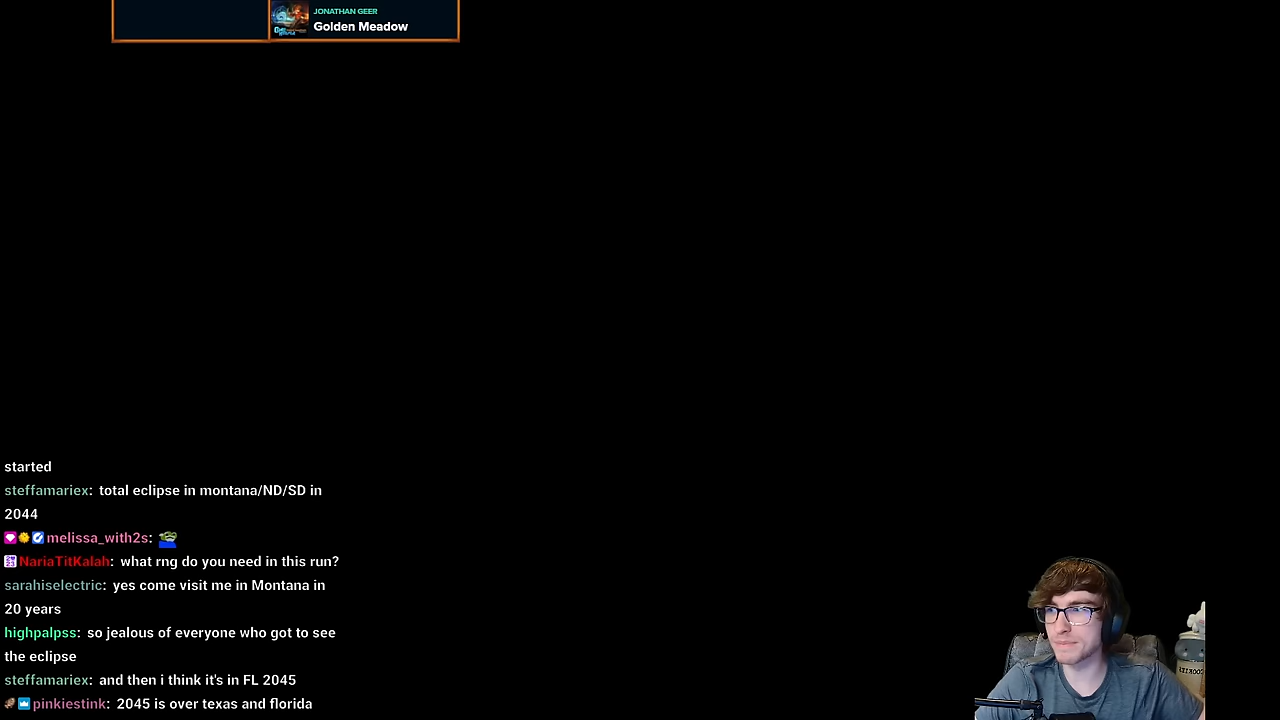 JONATHAN GEER
Golden Meadow
started
steffamariex: total eclipse in montana/ND/SD in
2044
melissa_with2s:
NariaTitKalah: what rng do you need in this run?
sarahiselectric: yes come visit me in Montana in
20 years
highpalpss: so jealous of everyone who got to see
the eclipse
steffamariex: and then i think it's in FL 2045
pinkiestink: 2045 is over texas and florida